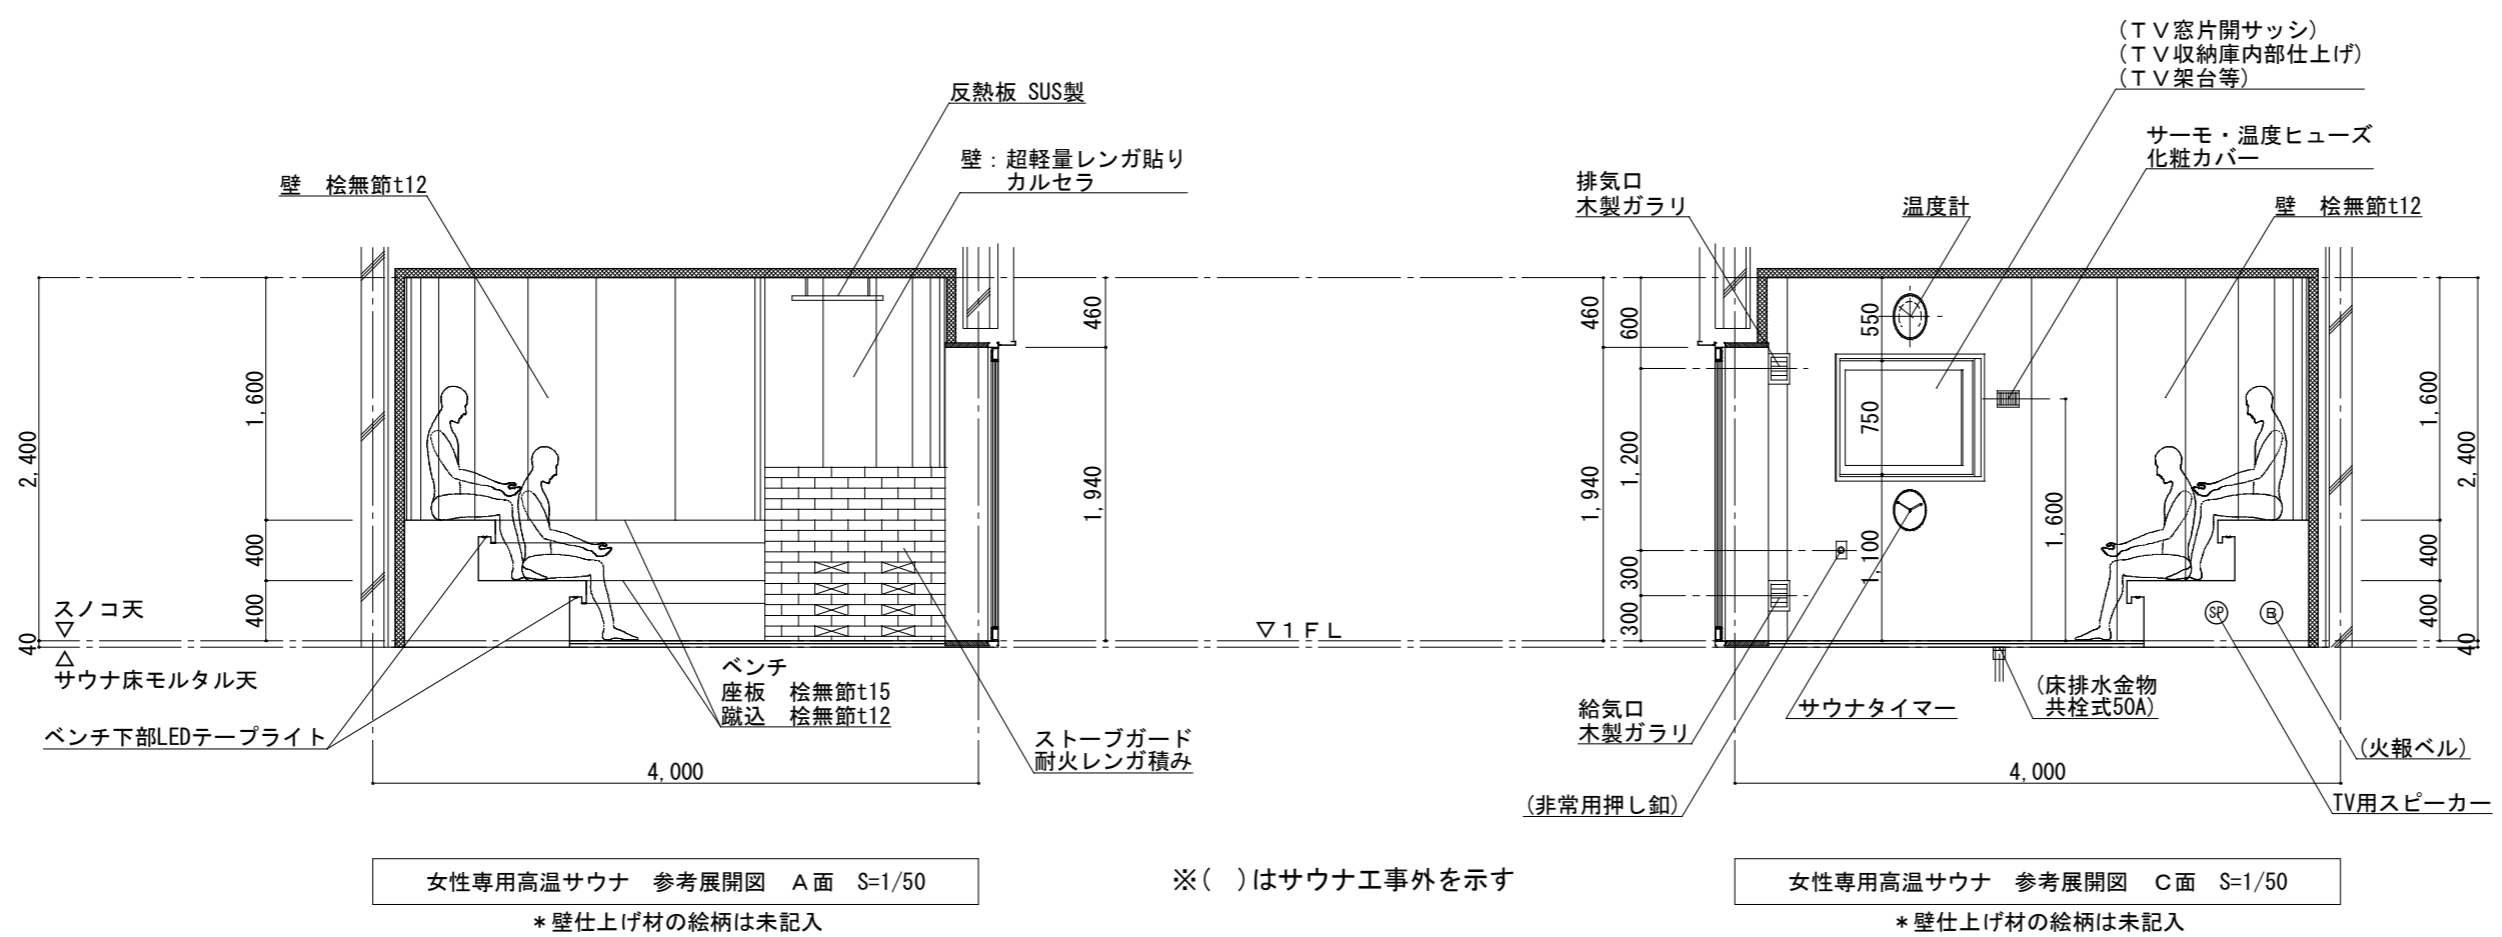 (ＴＶ窓片開サッシ)
(ＴＶ収納庫内部仕上げ)
(ＴＶ架台等)
反熱板 SUS製
サーモ・温度ヒューズ
化粧カバー
壁：超軽量レンガ貼り
カルセラ
壁　桧無節t12
排気口
木製ガラリ
温度計
壁　桧無節t12
2,400
40
1,600
400
400
460
1,940
460
1,940
600
1,200
300
300
550
750
1,100
1,600
1,600
400
400
2,400
40
スノコ天
▽
△
サウナ床モルタル天
▽１ＦＬ
SP
B
ベンチ
座板　桧無節t15
蹴込　桧無節t12
ベンチ下部LEDテープライト
ストーブガード
耐火レンガ積み
4,000
給気口
木製ガラリ
サウナタイマー
(床排水金物
共栓式50A)
(火報ベル)
4,000
(非常用押し釦)
TV用スピーカー
女性専用高温サウナ　参考展開図　Ａ面　S=1/50
＊壁仕上げ材の絵柄は未記入
※(　)はサウナ工事外を示す
女性専用高温サウナ　参考展開図　Ｃ面　S=1/50
＊壁仕上げ材の絵柄は未記入